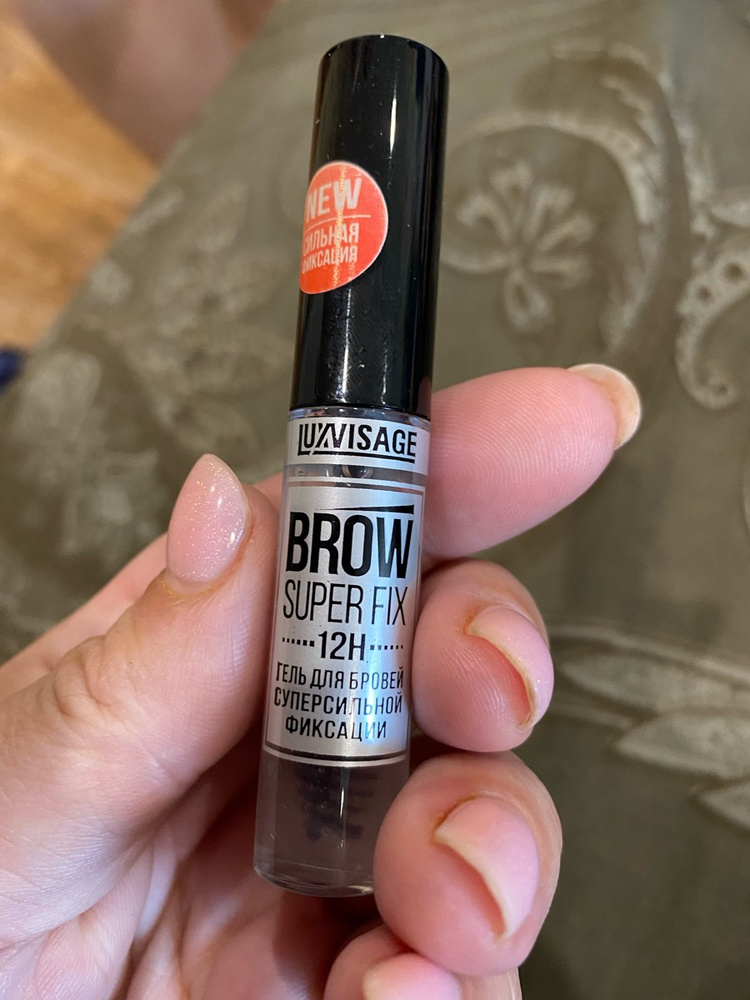 NEW
СИЛЬНАЯ
ФИКСАЦИЯ
LUXVISAGE
BROW
SUPER FIX
12H
ГЕЛЬ ДЛЯ БРОВЕЙ
СУПЕРСИЛЬНОЙ
ФИКСАЦИИ